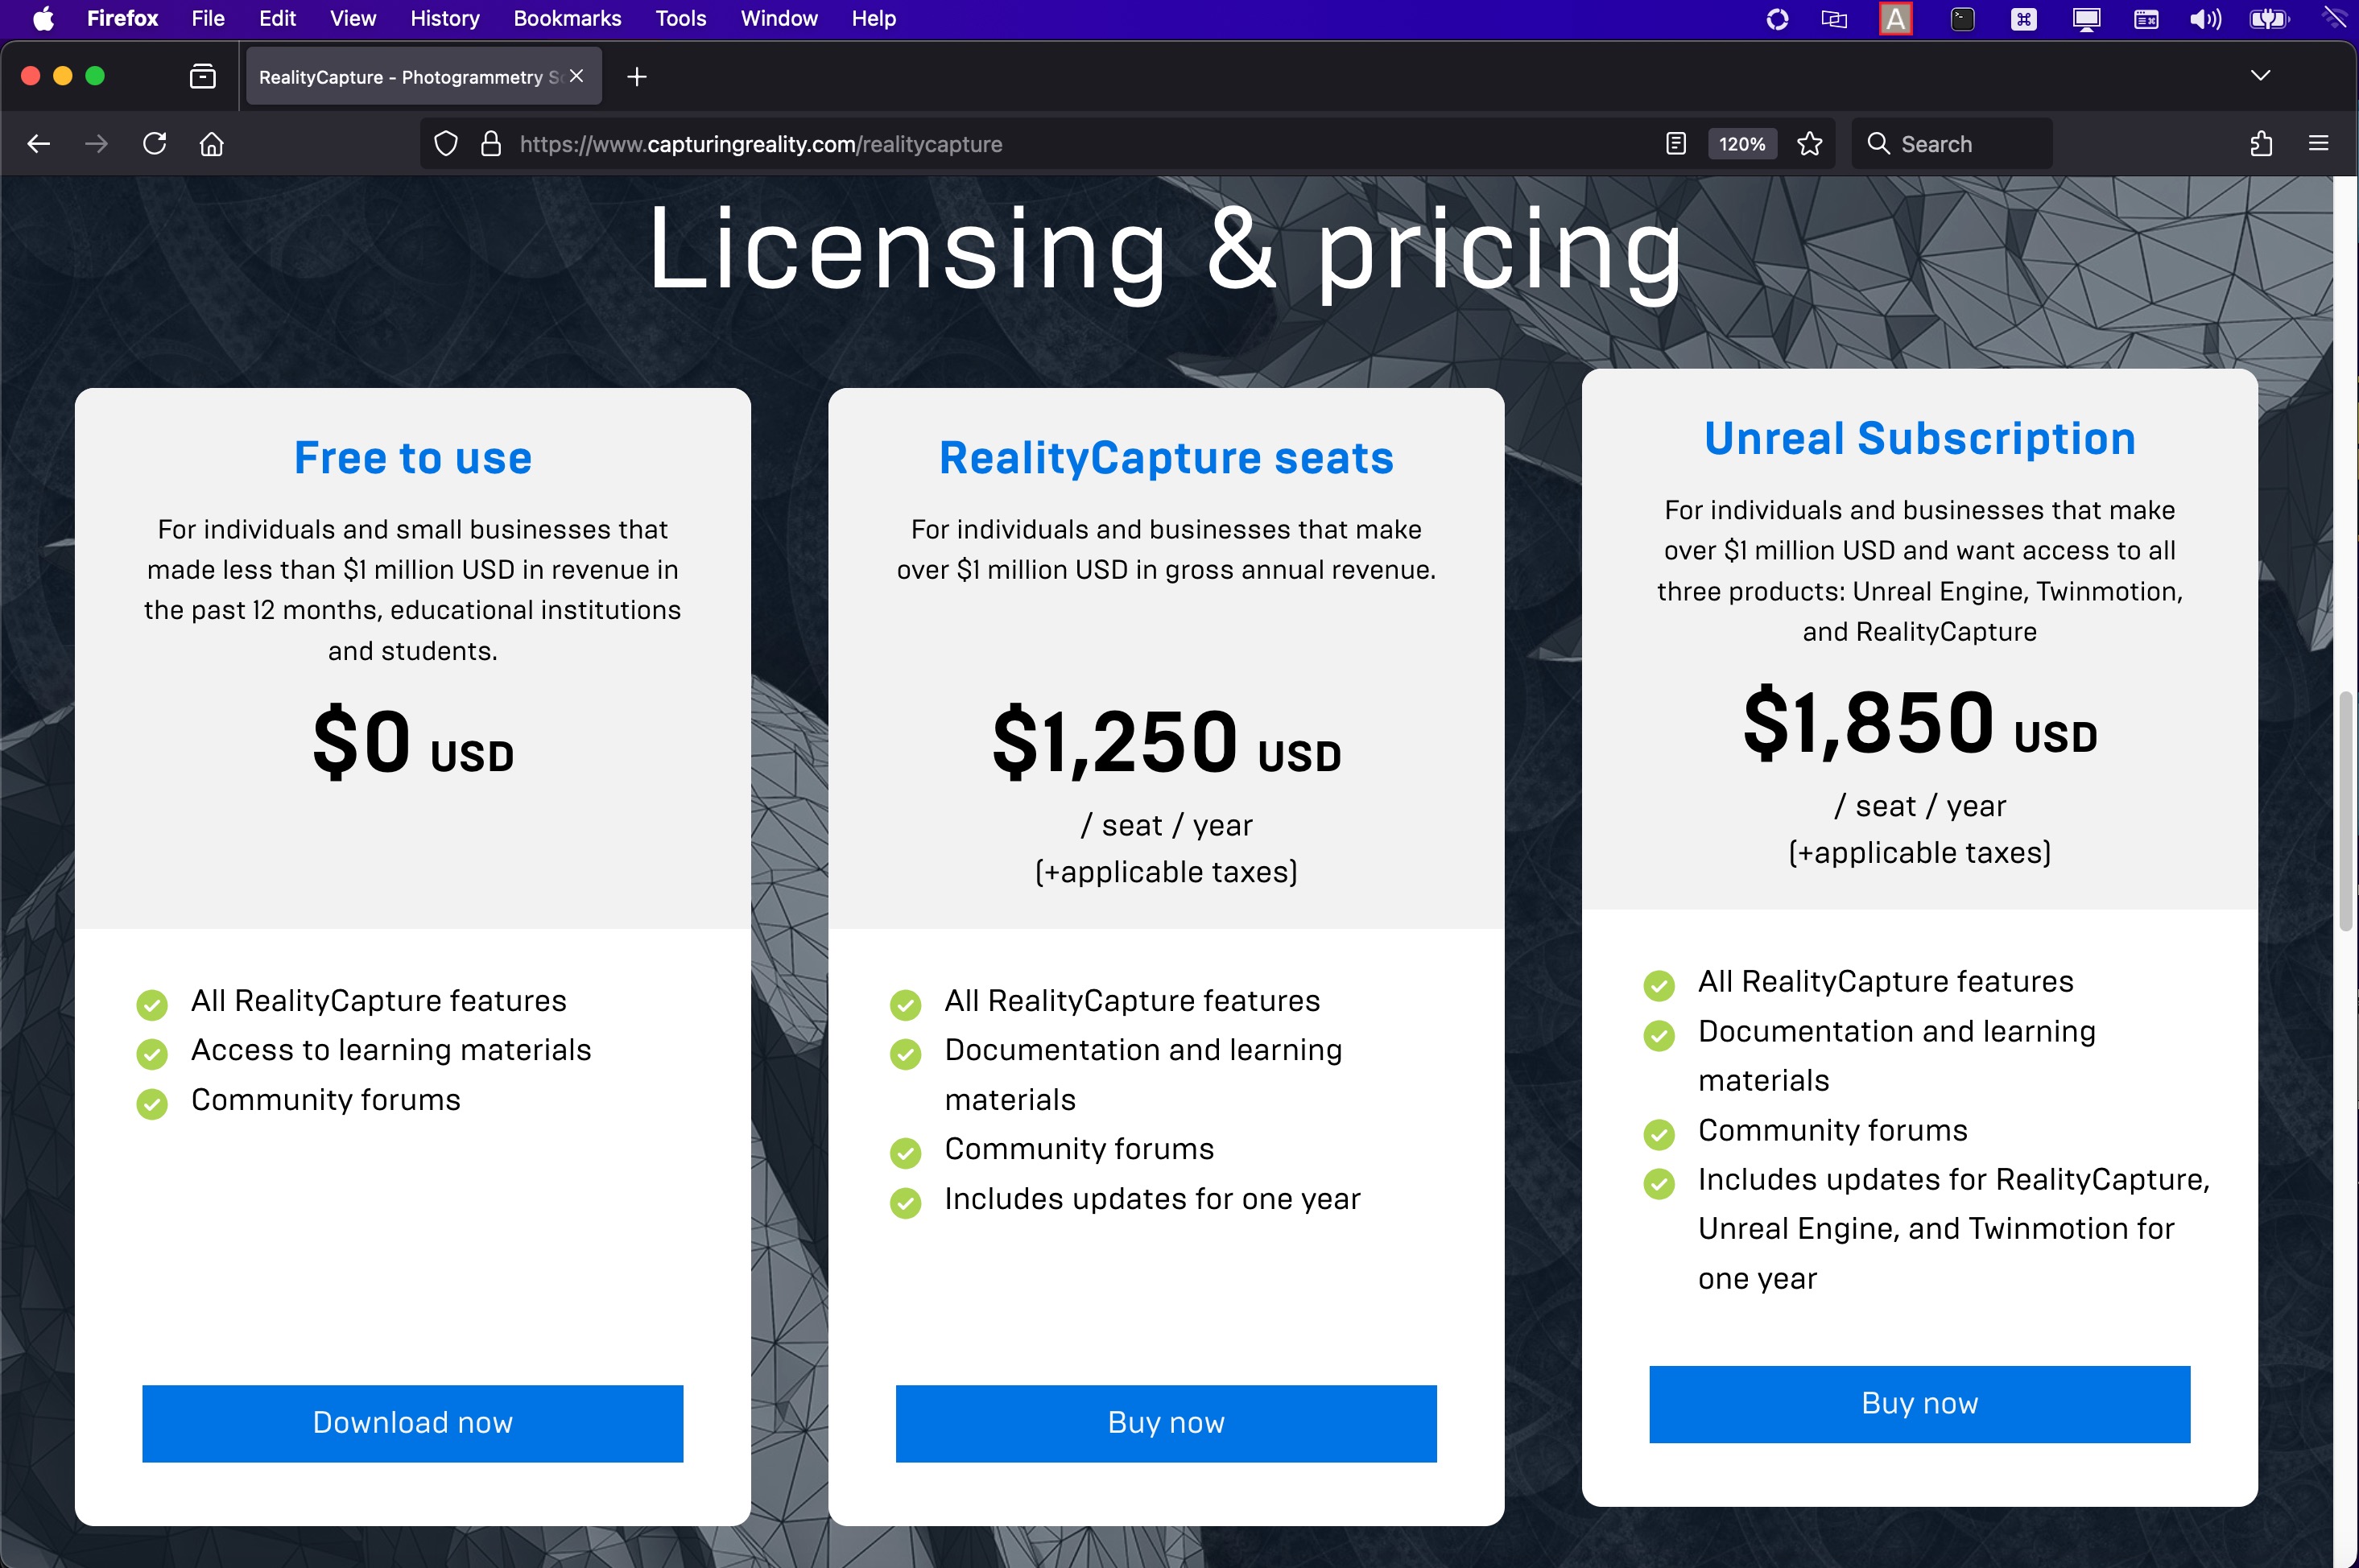 Firefox File Edit View History Bookmarks Tools Window Help
A
RealityCapture - Photogrammetry S
https://www.capturingreality.com/realitycapture
120%
Search
Licensing & pricing
Free to use
For individuals and small businesses that
made less than $1 million USD in revenue in
the past 12 months, educational institutions
and students.
$0 USD
All RealityCapture features
Access to learning materials
Community forums
Download now
RealityCapture seats
For individuals and businesses that make
over $1 million USD in gross annual revenue.
$1,250 USD
/ seat / year
(+applicable taxes)
All RealityCapture features
Documentation and learning
materials
Community forums
Includes updates for one year
Buy now
Unreal Subscription
For individuals and businesses that make
over $1 million USD and want access to all
three products: Unreal Engine, Twinmotion,
and RealityCapture
$1,850 USD
/ seat / year
(+applicable taxes)
All RealityCapture features
Documentation and learning
materials
Community forums
Includes updates for RealityCapture,
Unreal Engine, and Twinmotion for
one year
Buy now